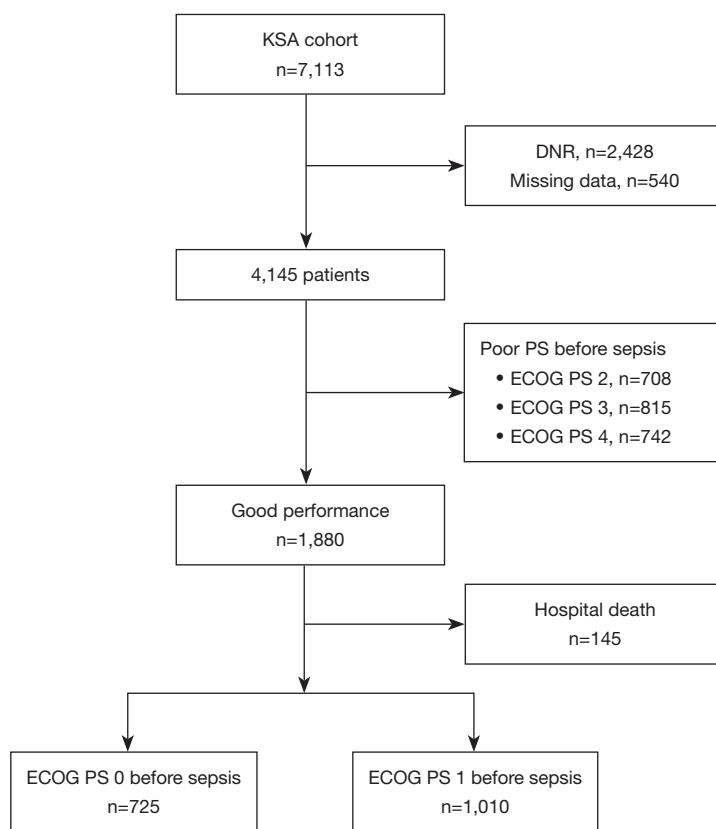 KSA cohort
n=7,113
DNR, n=2,428
Missing data, n=540
4,145 patients
Poor PS before sepsis
• ECOG PS 2, n=708
• ECOG PS 3, n=815
• ECOG PS 4, n=742
Good performance
n=1,880
Hospital death
n=145
ECOG PS 0 before sepsis
n=725
ECOG PS 1 before sepsis
n=1,010